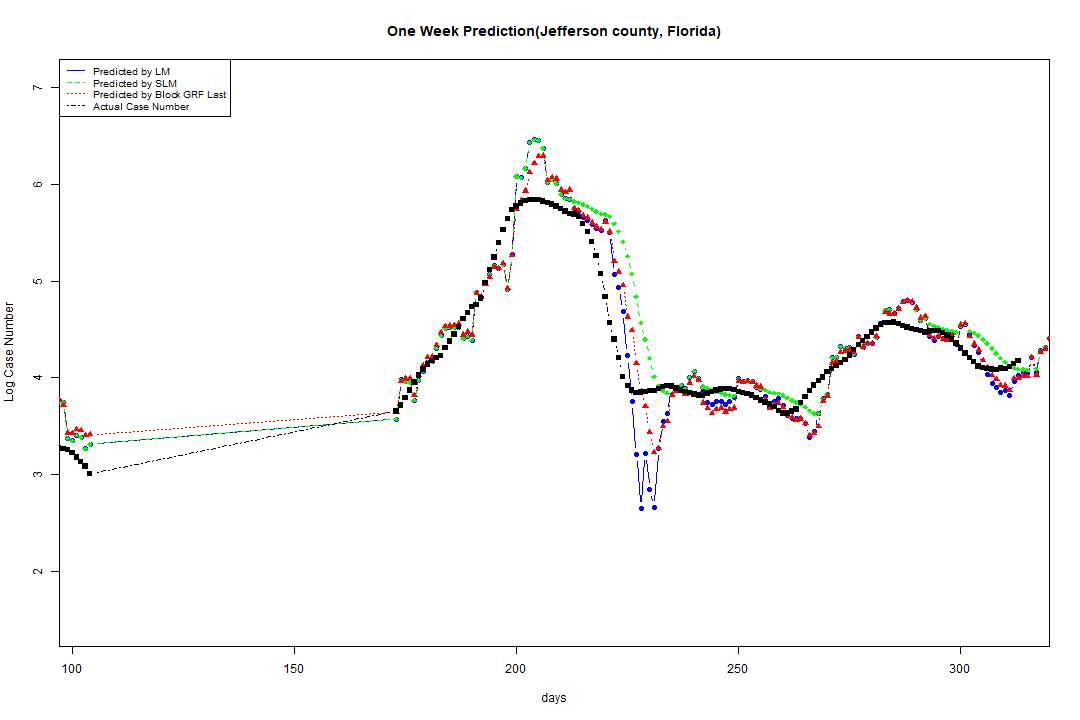 One Week Prediction(Jefferson county, Florida)
Predicted by LM
Predicted by SLM
Predicted by Block GRF Last
Actual Case Number
7
6
5
4
3
2
Log Case Number
100 150 200 250 300
days